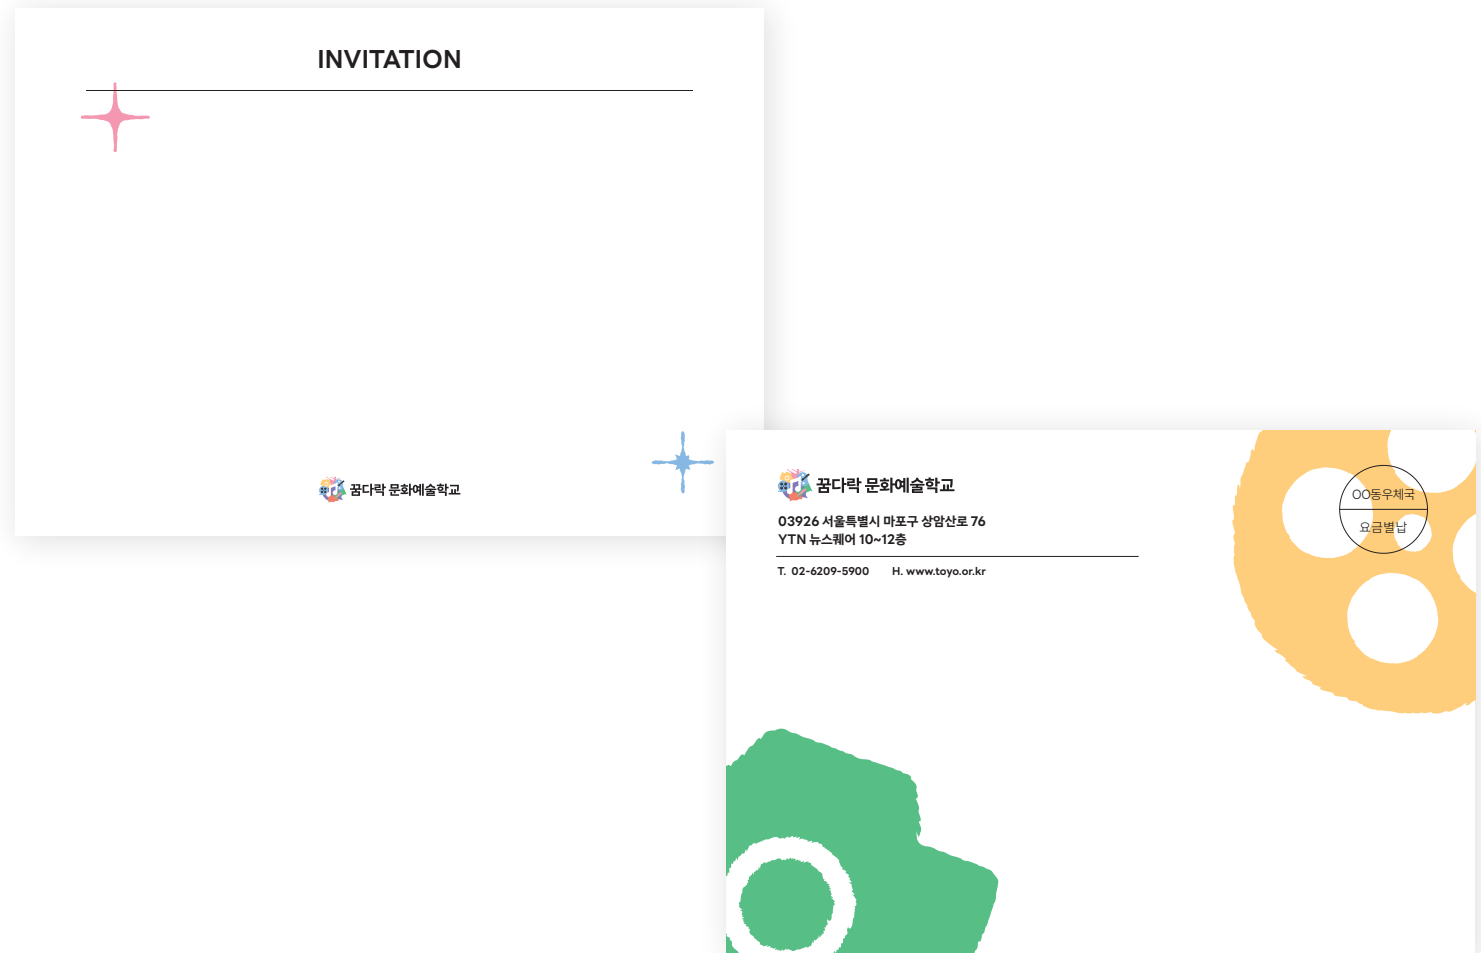 INVITATION
꿈다락 문화예술학교
꿈다락 문화예술학교
03926 서울특별시 마포구 상암산로 76
YTN 뉴스퀘어 10~12층
T. 02-6209-5900 H. www.toyo.or.kr
OO동우체국
요금별납